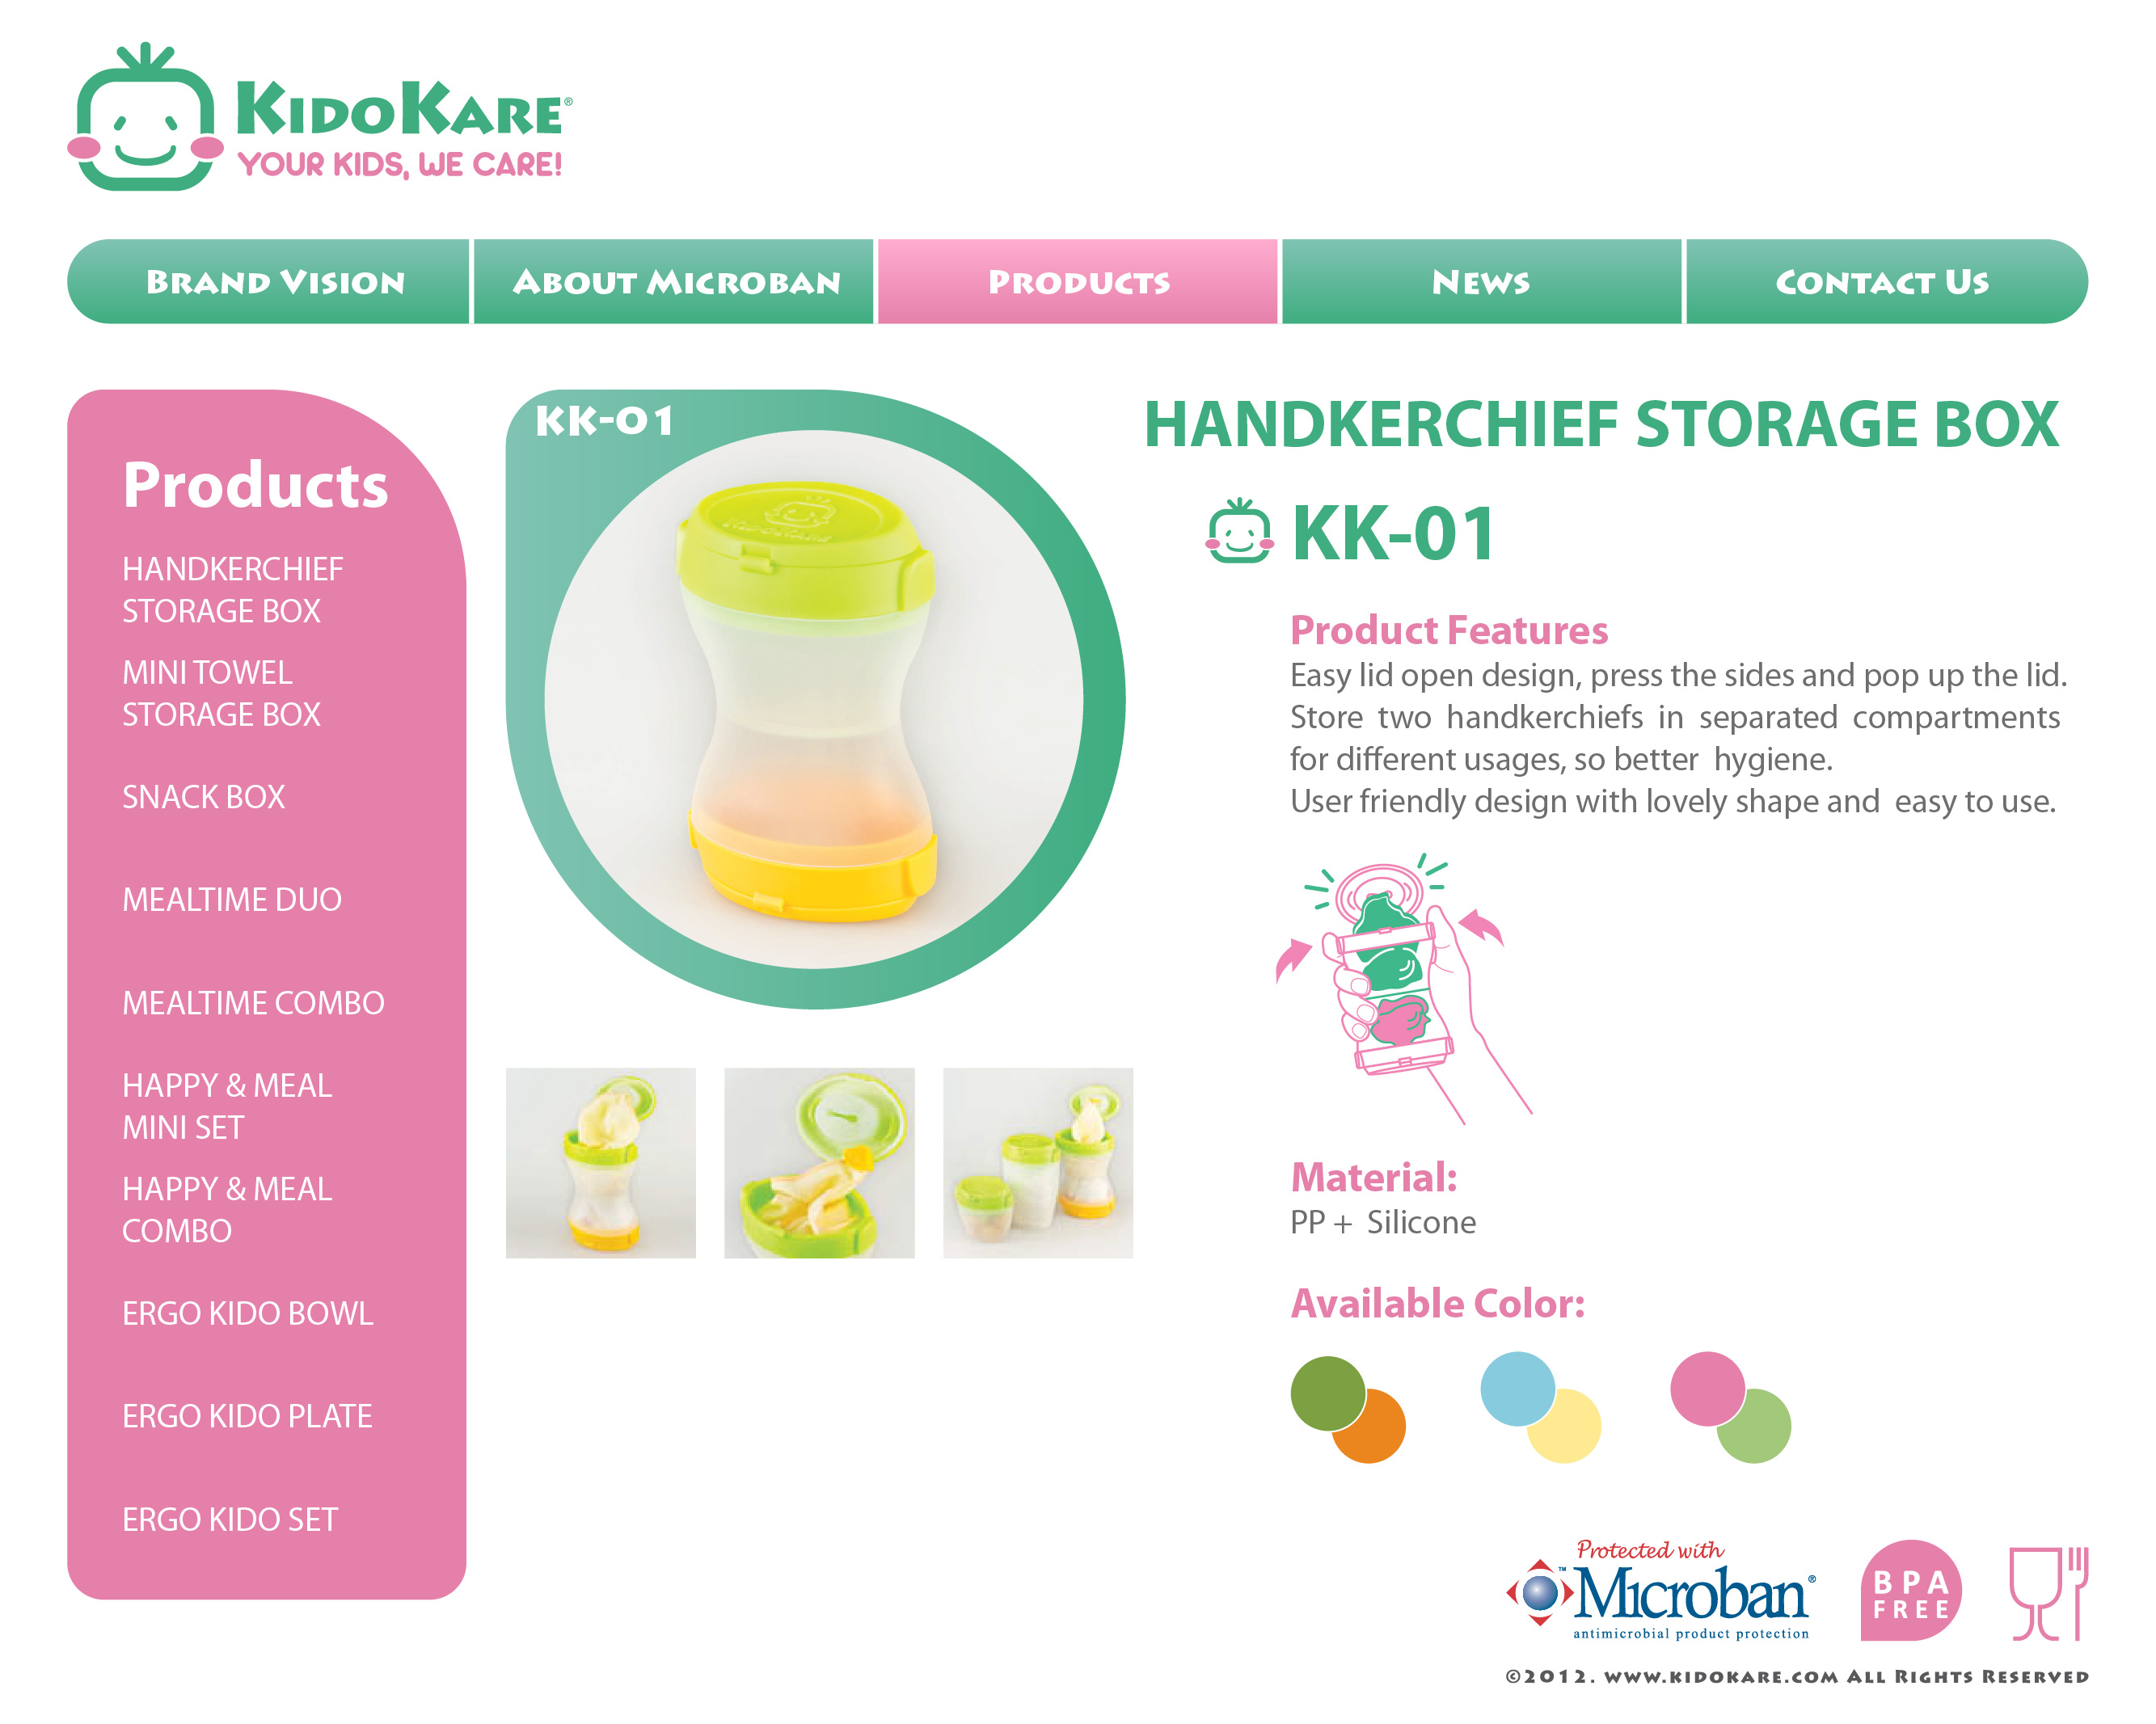 KIDOKARE®
YOUR KIDS, WE CARE!
BRAND VISION
ABOUT MICROBAN
PRODUCTS
NEWS
CONTACT US
Products
HANDKERCHIEF
STORAGE BOX
MINI TOWEL
STORAGE BOX
SNACK BOX
MEALTIME DUO
MEALTIME COMBO
HAPPY & MEAL
MINI SET
HAPPY & MEAL
COMBO
ERGO KIDO BOWL
ERGO KIDO PLATE
ERGO KIDO SET
KK-01
KIDOKARE
HANDKERCHIEF STORAGE BOX
KK-01
Product Features
Easy lid open design, press the sides and pop up the lid.
Store two handkerchiefs in separated compartments
for different usages, so better hygiene.
User friendly design with lovely shape and easy to use.
Material:
PP + Silicone
Available Color:
Protected with
™Microban®
antimicrobial product protection
BPA
FREE
©2012. WWW.KIDOKARE.COM ALL RIGHTS RESERVED